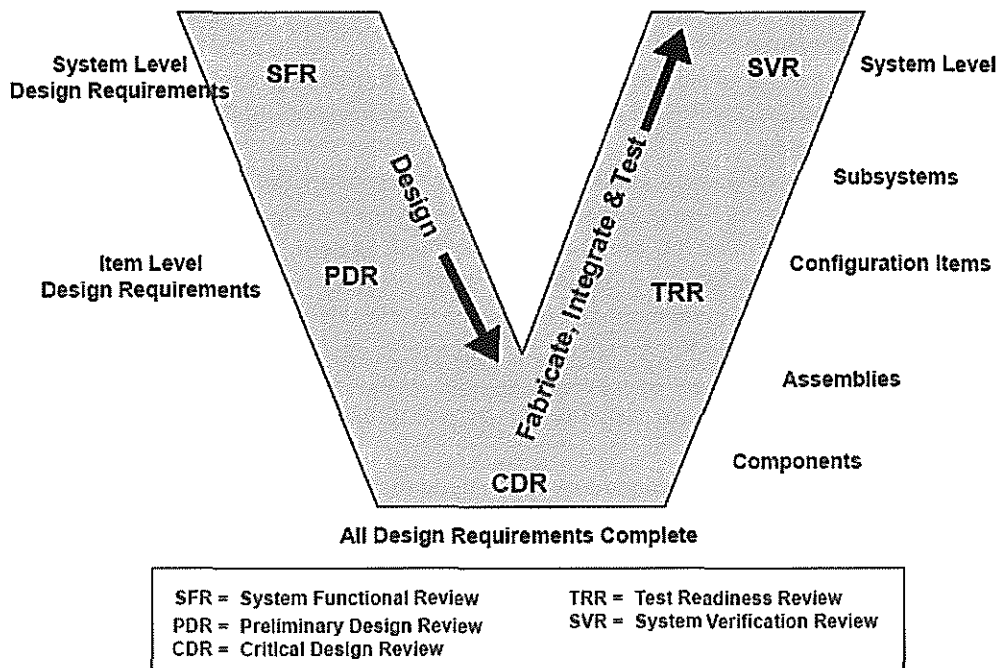 System Level
Design Requirements
SFR
SVR
System Level
Design
Fabricate, Integrate & Test
Subsystems
Item Level
Design Requirements
PDR
TRR
Configuration Items
Assemblies
Components
CDR
All Design Requirements Complete
SFR = System Functional Review
PDR = Preliminary Design Review
CDR = Critical Design Review
TRR = Test Readiness Review
SVR = System Verification Review